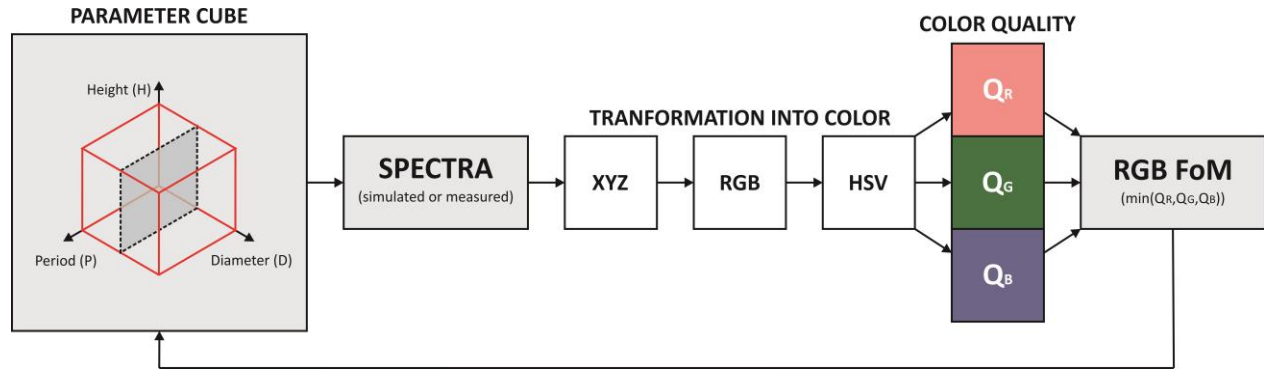 PARAMETER CUBE
Height (H)
Period (P)
Diameter (D)
SPECTRA
(simulated or measured)
TRANFORMATION INTO COLOR
XYZ
RGB
HSV
COLOR QUALITY
QR
QG
QB
RGB FoM
(min(QR,QG,QB))